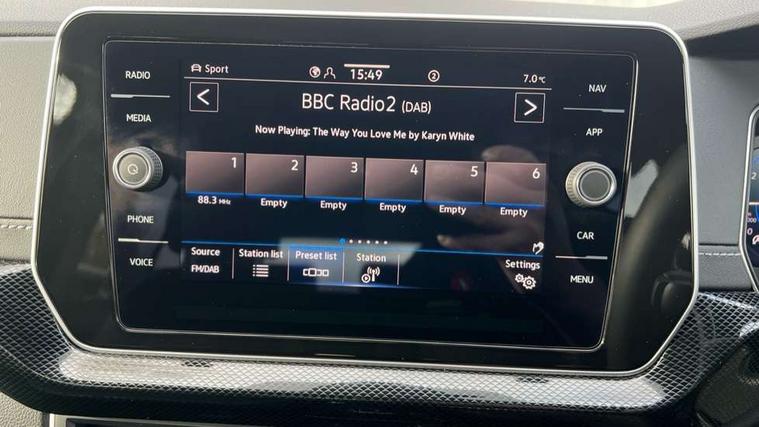 RADIO
MEDIA
PHONE
VOICE
Sport
15:49
2
7.0°C
BBC Radio2 (DAB)
Now Playing: The Way You Love Me by Karyn White
1 2 3 4 5 6
88.3 MHz Empty Empty Empty Empty Empty
Source Station list Preset list Station Settings
FM/DAB
NAV
APP
CAR
MENU